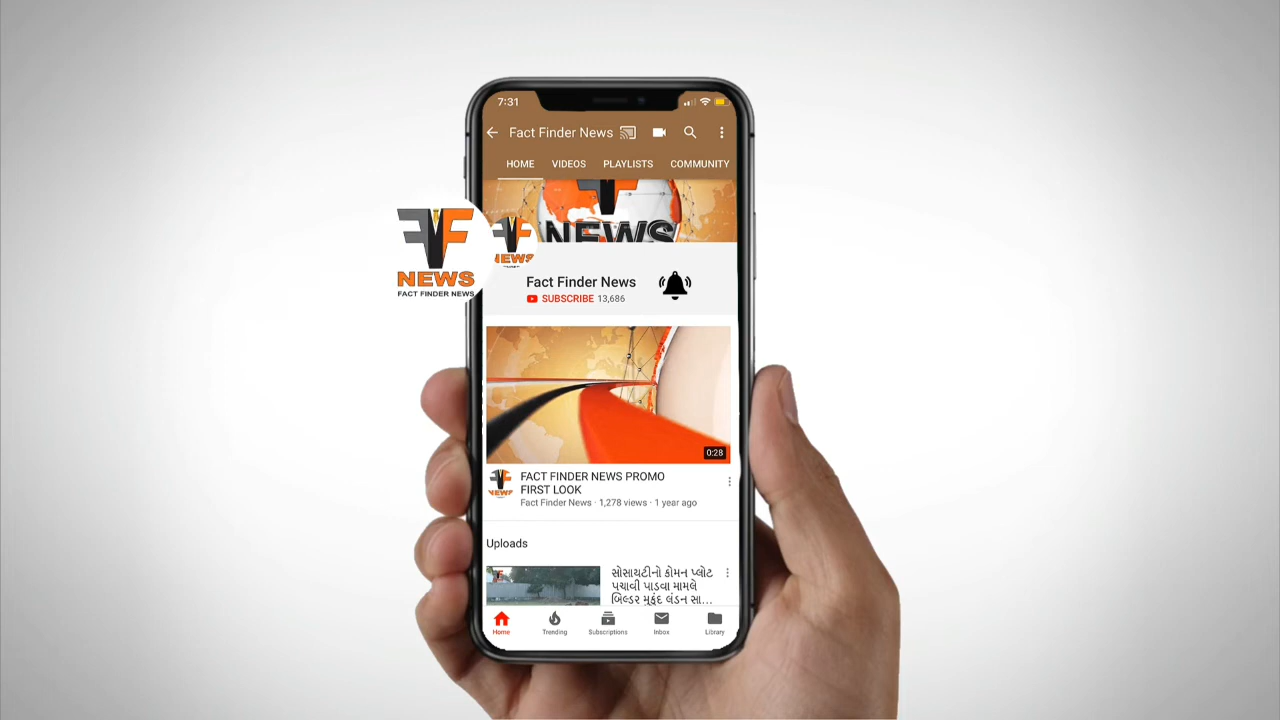 7:31
Fact Finder News
HOME VIDEOS PLAYLISTS COMMUNITY
NEWS
NEWS
FACT FINDER NEWS
NEWS
Fact Finder News
SUBSCRIBE 13,686
0:28
NEWS
FACT FINDER NEWS PROMO
FIRST LOOK
Fact Finder News · 1,278 views · 1 year ago
Uploads
સોસાયટીનો કોમન પ્લોટ
પચાવી પાડવા મામલે
બિલ્ડર મુકુંદ લંડન સા...
Home Trending Subscriptions Inbox Library